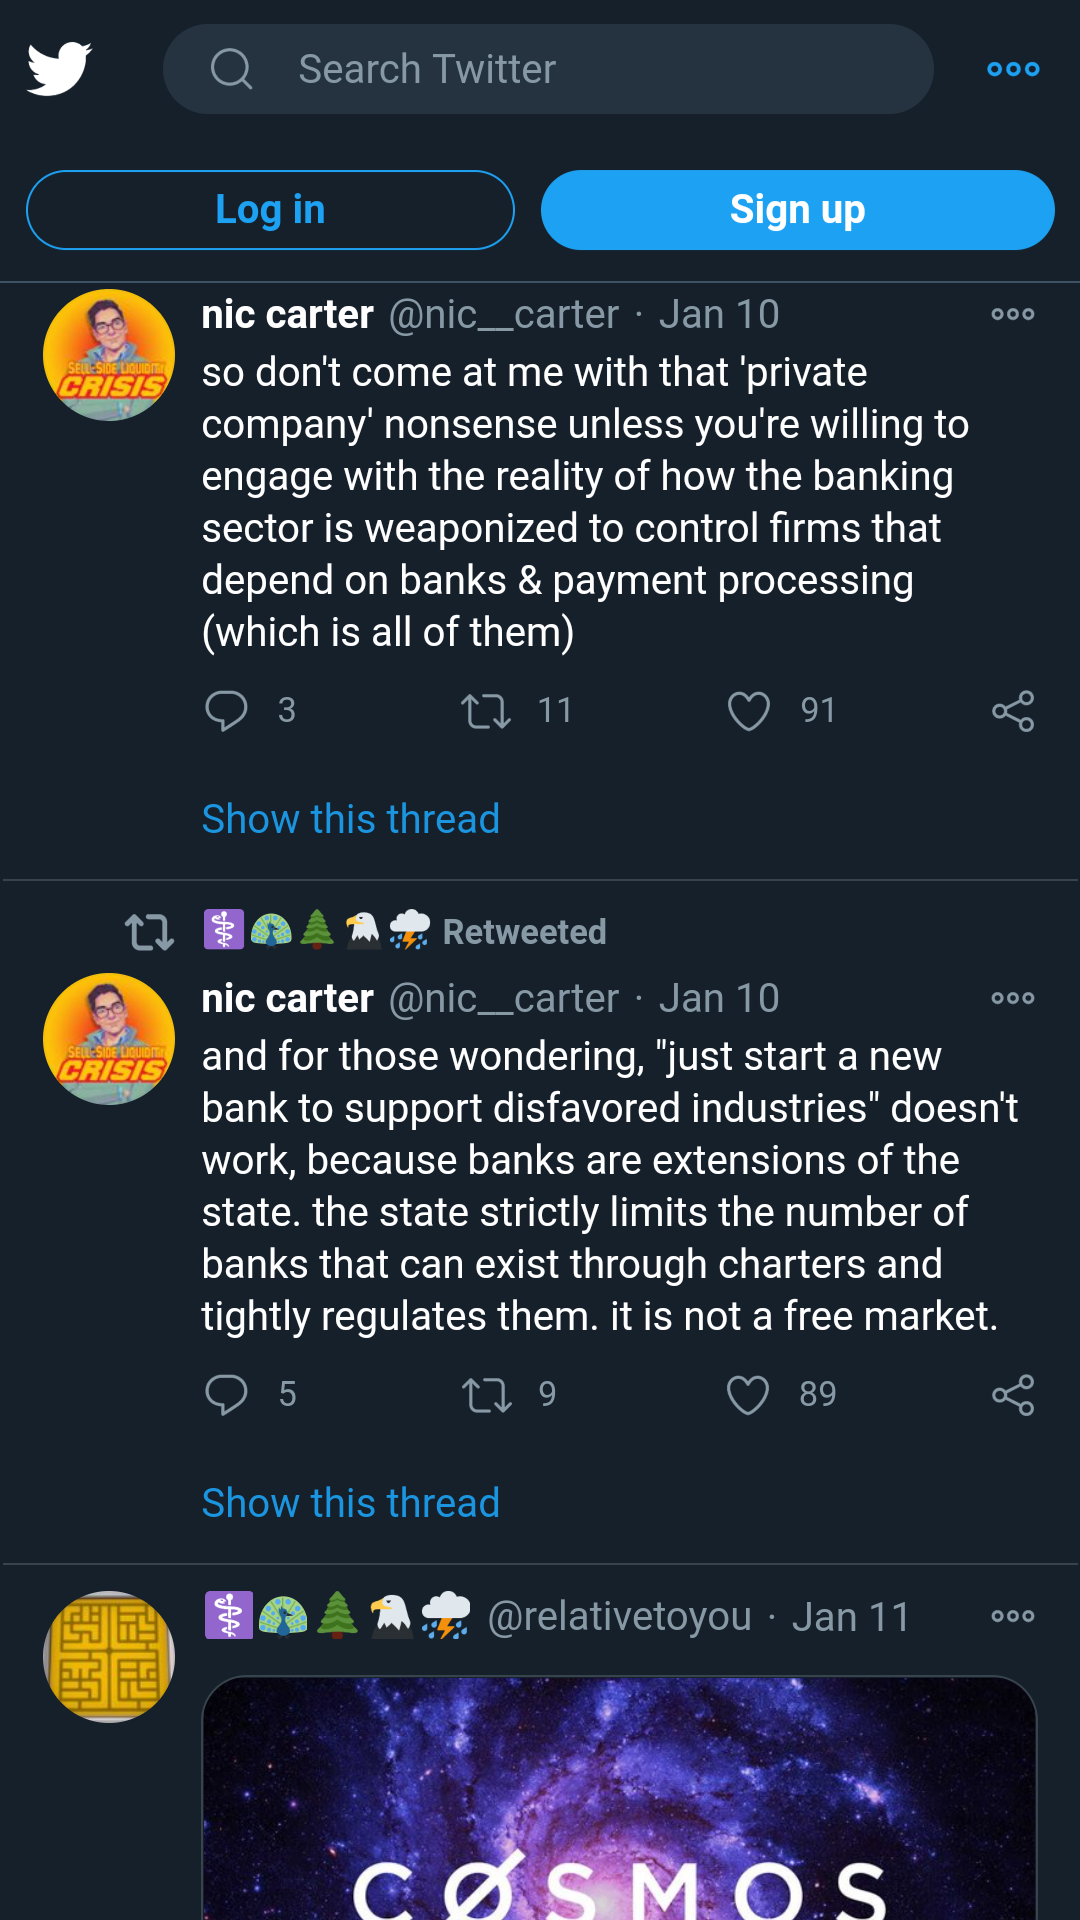 Search Twitter
Log in
Sign up
nic carter @nic__carter · Jan 10
SELL-SIDE LIQUIDITY
CRISIS
so don't come at me with that 'private
company' nonsense unless you're willing to
engage with the reality of how the banking
sector is weaponized to control firms that
depend on banks & payment processing
(which is all of them)
3 11 91
Show this thread
⚕️🦚🌲🦅⛈️ Retweeted
nic carter @nic__carter · Jan 10
SELL-SIDE LIQUIDITY
CRISIS
and for those wondering, "just start a new
bank to support disfavored industries" doesn't
work, because banks are extensions of the
state. the state strictly limits the number of
banks that can exist through charters and
tightly regulates them. it is not a free market.
5 9 89
Show this thread
⚕️🦚🌲🦅⛈️ @relativetoyou · Jan 11
CØSMOS